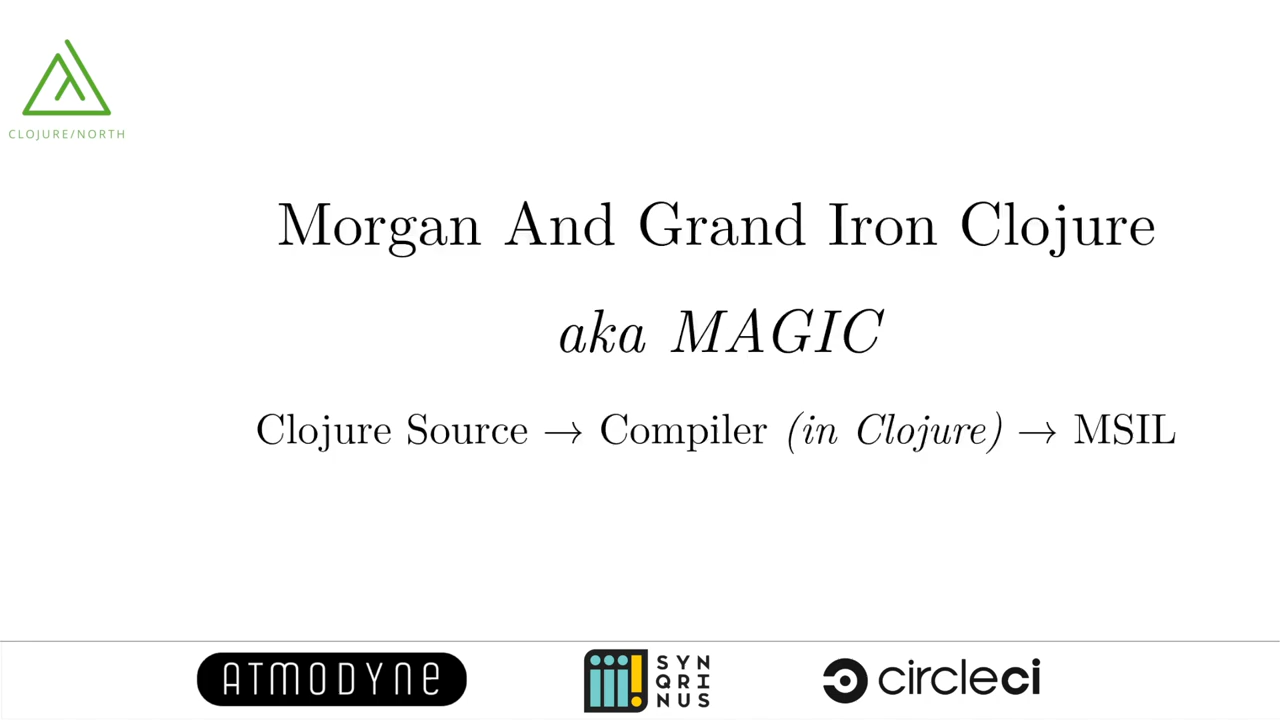 CLOJURE/NORTH
Morgan And Grand Iron Clojure
aka MAGIC
Clojure Source → Compiler (in Clojure) → MSIL
ATMODYNE
SYN
QRI
NUS
circleci